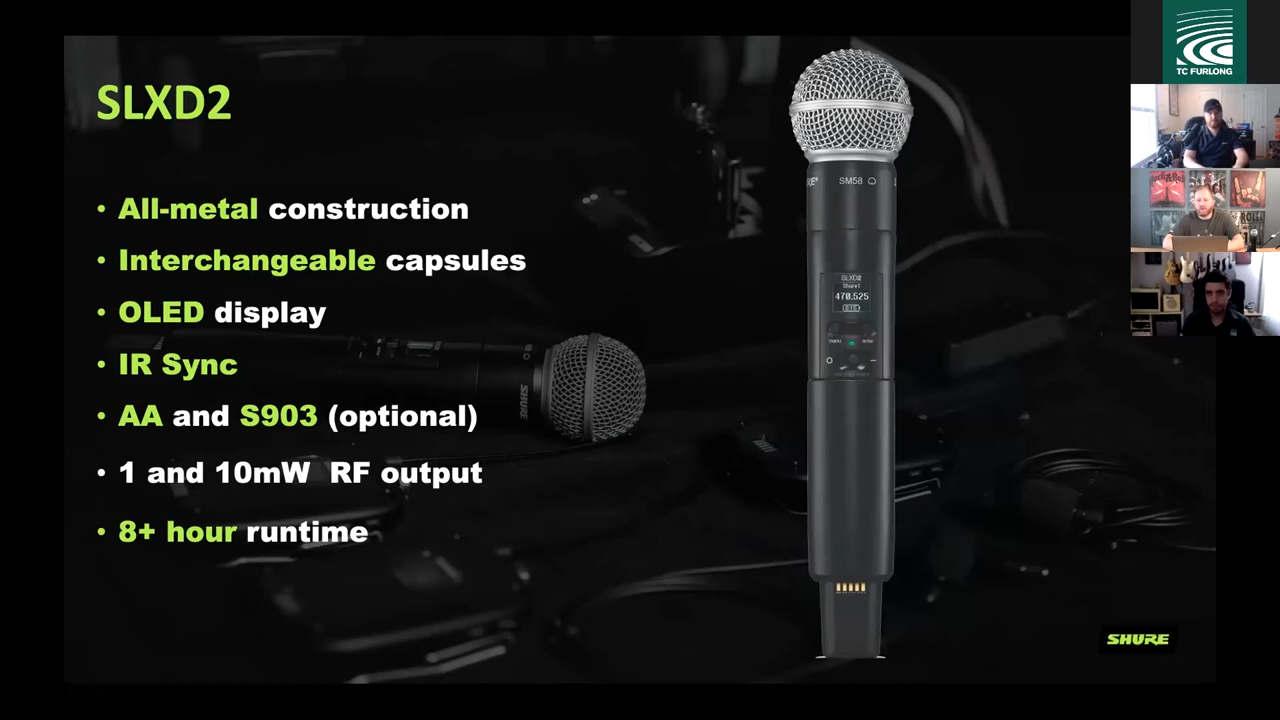 SLXD2
• All-metal construction
• Interchangeable capsules
• OLED display
• IR Sync
• AA and S903 (optional)
• 1 and 10mW RF output
• 8+ hour runtime
SM58
SLXD2
Shure1
470.525
menu
enter
SHURE
SHURE
TC FURLONG